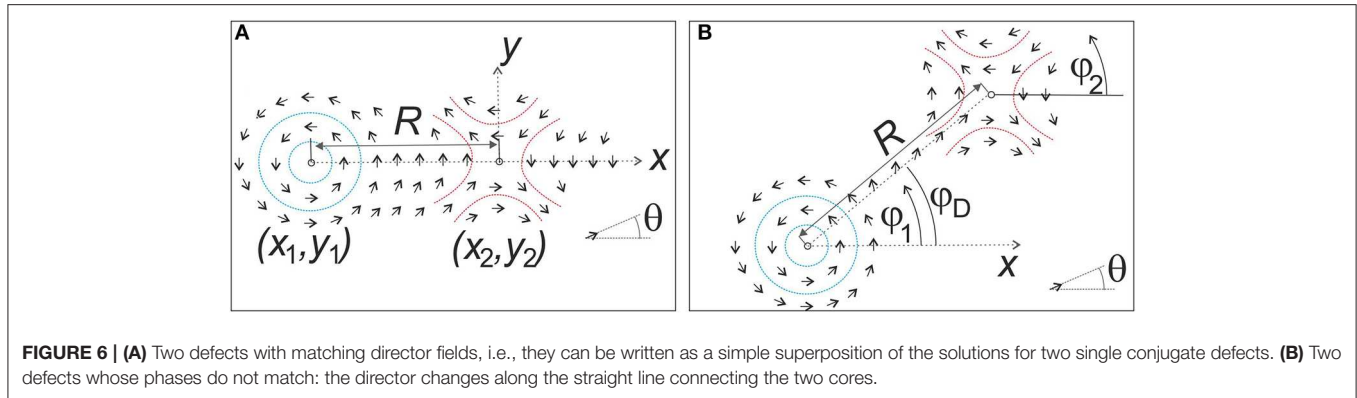 A
y
R
x
θ
(x₁,y₁)
(x₂,y₂)
B
φ₂
R
φ₁
φD
x
θ
FIGURE 6 | (A) Two defects with matching director fields, i.e., they can be written as a simple superposition of the solutions for two single conjugate defects. (B) Two
defects whose phases do not match: the director changes along the straight line connecting the two cores.